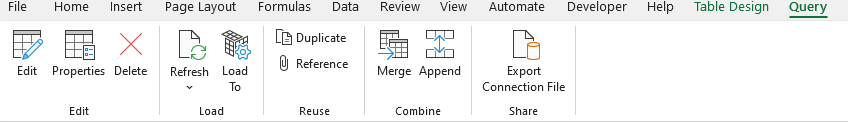 File Home Insert Page Layout Formulas Data Review View Automate Developer Help Table Design Query
Edit Properties Delete
Edit
Refresh Load To
Load
Duplicate
Reference
Reuse
Merge Append
Combine
Export
Connection File
Share